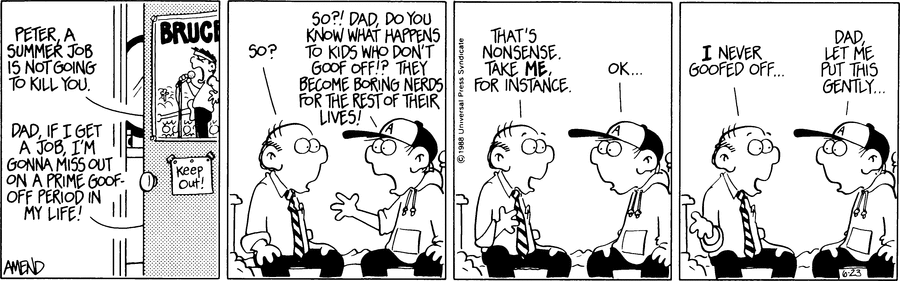 PETER, A
SUMMER JOB
IS NOT GOING
TO KILL YOU.
DAD, IF I GET
A JOB, I'M
GONNA MISS OUT
ON A PRIME GOOF-
OFF PERIOD IN
MY LIFE!
BRUCE
KEEP
OUT!
AMEND
SO?
SO?! DAD, DO YOU
KNOW WHAT HAPPENS
TO KIDS WHO DON'T
GOOF OFF!? THEY
BECOME BORING NERDS
FOR THE REST OF THEIR
LIVES!
A
© 1988 Universal Press Syndicate
THAT'S
NONSENSE.
TAKE ME,
FOR INSTANCE.
OK...
A
I NEVER
GOOFED OFF...
DAD,
LET ME
PUT THIS
GENTLY...
A
6-23